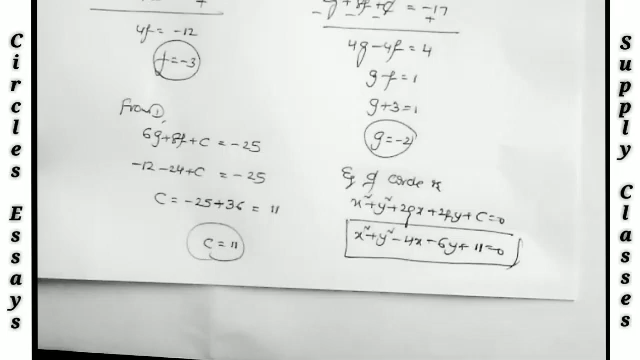 Circles Essays
4f = -12
f = -3
From ①
6g+8f+c = -25
-12-24+c = -25
c = -25+36 = 11
c = 11
+8f+c = -17
4g-4f = 4
g-f = 1
g+3 = 1
g = -2
Eq of circle is
x²+y²+2gx+2fy+c=0
x²+y²-4x-6y+11=0
Supply Classes